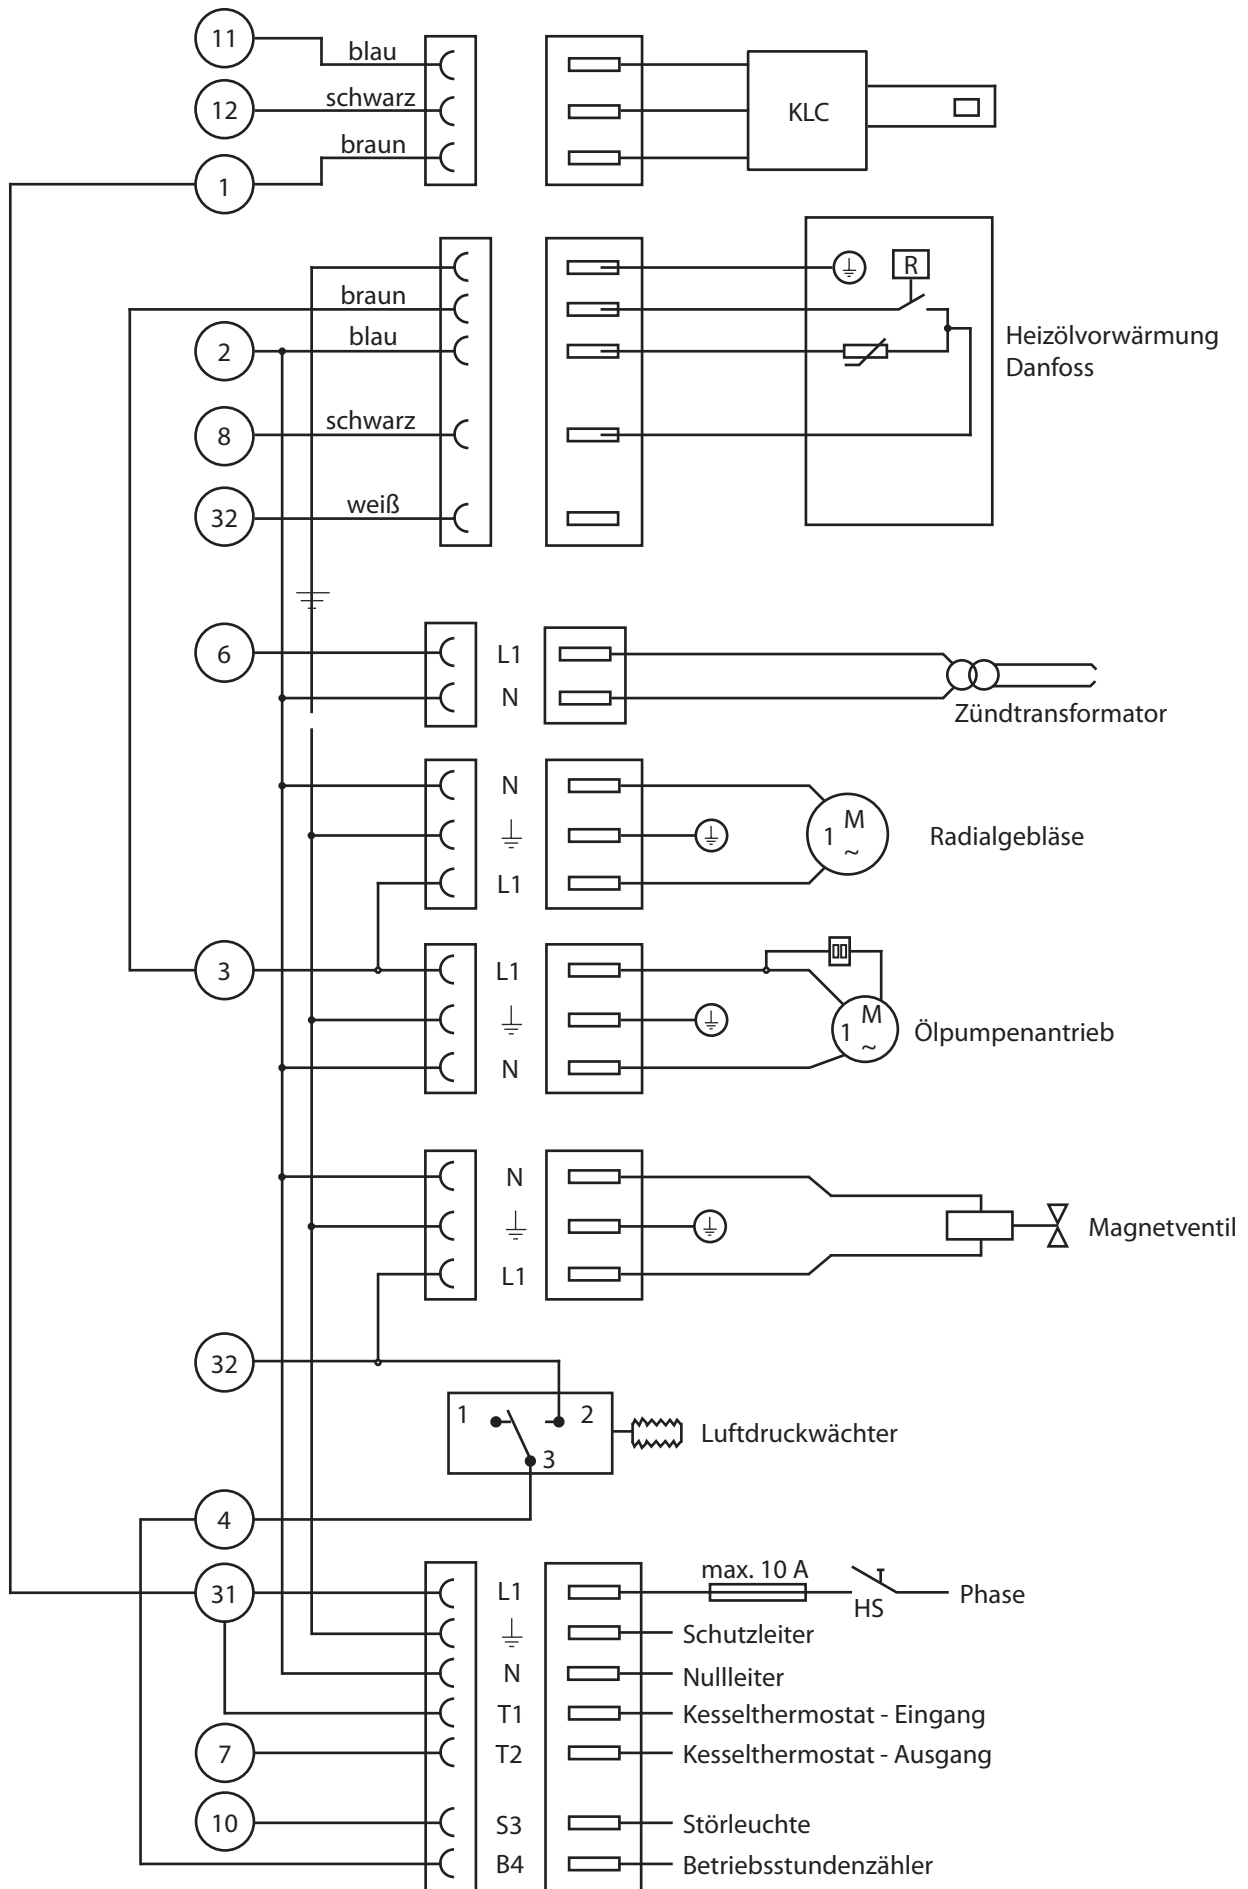 11
blau
12
schwarz
KLC
braun
1
R
braun
Heizölvorwärmung
Danfoss
2
blau
8
schwarz
32
weiß
6
L1
N
Zündtransformator
N
M
1
~
Radialgebläse
L1
3
L1
M
1
~
Ölpumpenantrieb
N
N
Magnetventil
L1
32
1
2
3
Luftdruckwächter
4
31
L1
max. 10 A
HS
Phase
Schutzleiter
N
Nullleiter
T1
Kesselthermostat - Eingang
7
T2
Kesselthermostat - Ausgang
10
S3
Störleuchte
B4
Betriebsstundenzähler